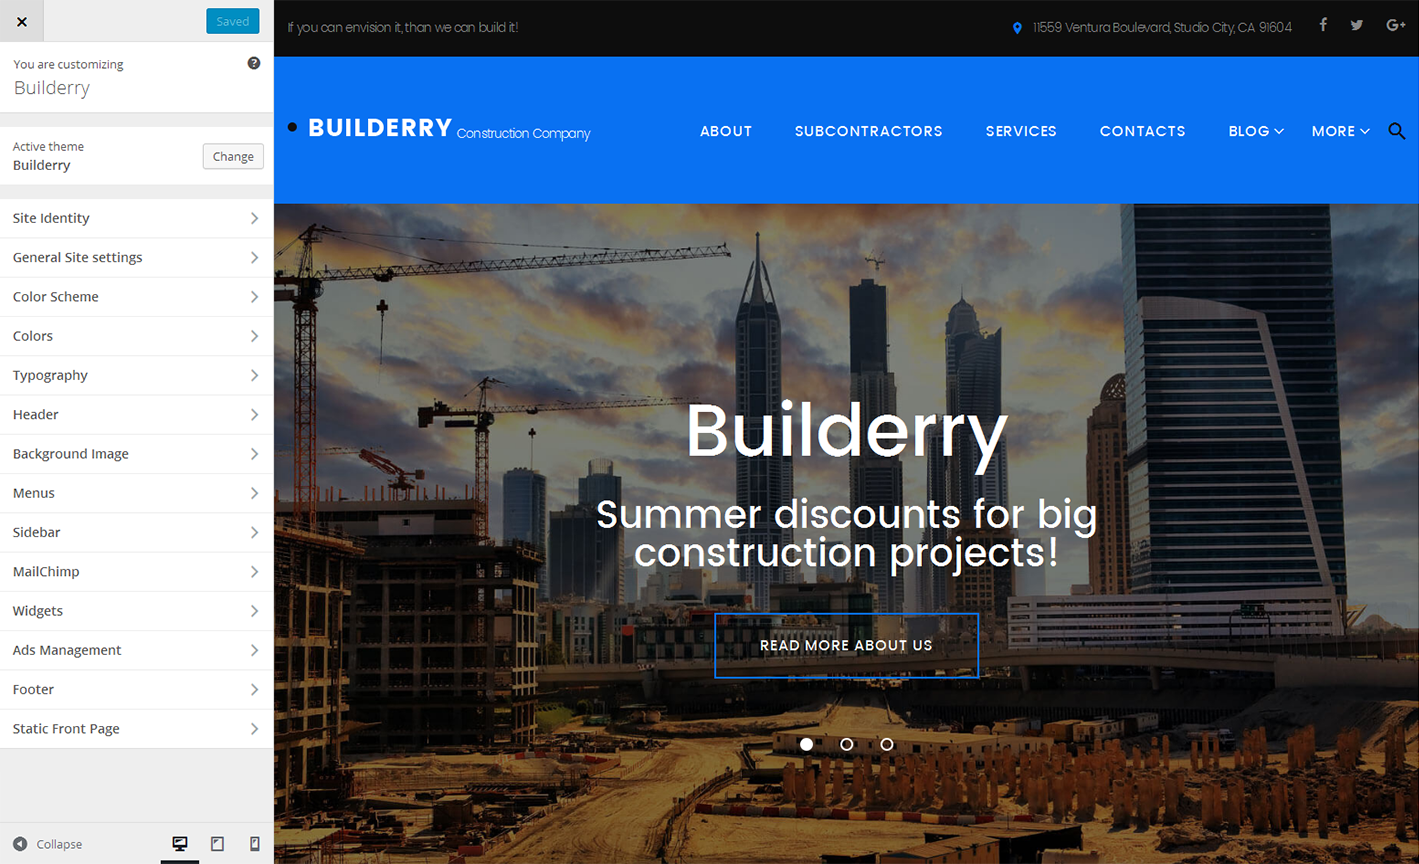 Saved
You are customizing
Builderry
Active theme
Builderry
Change
Site Identity
General Site settings
Color Scheme
Colors
Typography
Header
Background Image
Menus
Sidebar
MailChimp
Widgets
Ads Management
Footer
Static Front Page
Collapse
If you can envision it, than we can build it!
11559 Ventura Boulevard, Studio City, CA 91604
G+
BUILDERRY Construction Company
ABOUT SUBCONTRACTORS SERVICES CONTACTS BLOG MORE
Builderry
Summer discounts for big
construction projects!
READ MORE ABOUT US